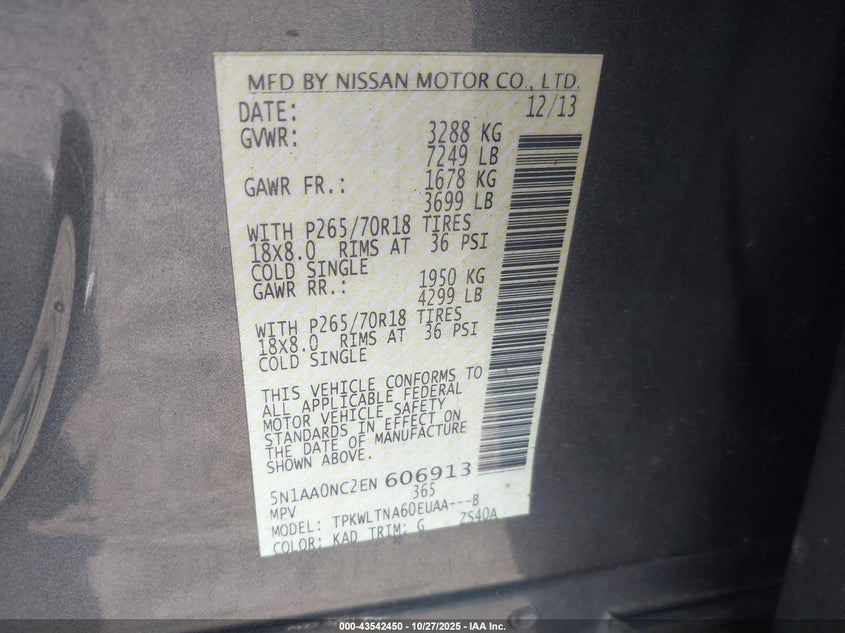 MFD BY NISSAN MOTOR CO., LTD.
DATE: 12/13
GVWR: 3288 KG
7249 LB
GAWR FR.: 1678 KG
3699 LB
WITH P265/70R18 TIRES
18X8.0 RIMS AT 36 PSI
COLD SINGLE
GAWR RR.: 1950 KG
4299 LB
WITH P265/70R18 TIRES
18X8.0 RIMS AT 36 PSI
COLD SINGLE
THIS VEHICLE CONFORMS TO
ALL APPLICABLE FEDERAL
MOTOR VEHICLE SAFETY
STANDARDS IN EFFECT ON
THE DATE OF MANUFACTURE
SHOWN ABOVE.
5N1AA0NC2EN 606913
MPV 365
MODEL: TPKWLTNA60EUAA---B
COLOR: KAD TRIM: G ZS40A
000-43542450 - 10/27/2025 - IAA Inc.